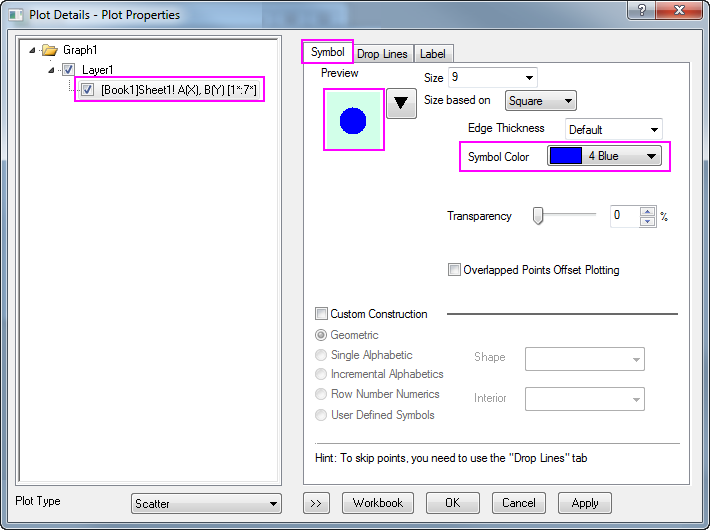 Plot Details - Plot Properties
Graph1
Layer1
[Book1]Sheet1! A(X), B(Y) [1*:7*]
Plot Type
Scatter
Symbol
Drop Lines
Label
Preview
Size
9
Size based on
Square
Edge Thickness
Default
Symbol Color
4 Blue
Transparency
0
%
Overlapped Points Offset Plotting
Custom Construction
Geometric
Single Alphabetic
Incremental Alphabetics
Row Number Numerics
User Defined Symbols
Shape
Interior
Hint: To skip points, you need to use the "Drop Lines" tab
>>
Workbook
OK
Cancel
Apply